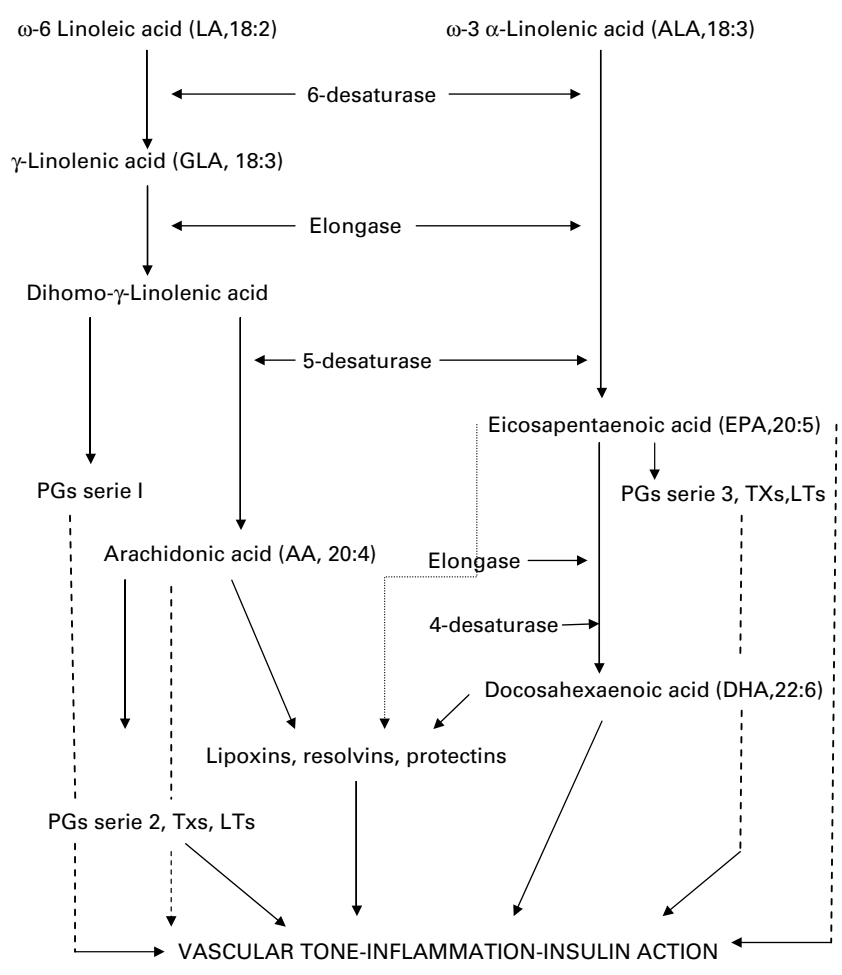 ω-6 Linoleic acid (LA,18:2)
ω-3 α-Linolenic acid (ALA,18:3)
6-desaturase
γ-Linolenic acid (GLA, 18:3)
Elongase
Dihomo-γ-Linolenic acid
5-desaturase
Eicosapentaenoic acid (EPA,20:5)
PGs serie I
PGs serie 3, TXs,LTs
Arachidonic acid (AA, 20:4)
Elongase
4-desaturase
Docosahexaenoic acid (DHA,22:6)
Lipoxins, resolvins, protectins
PGs serie 2, Txs, LTs
VASCULAR TONE-INFLAMMATION-INSULIN ACTION